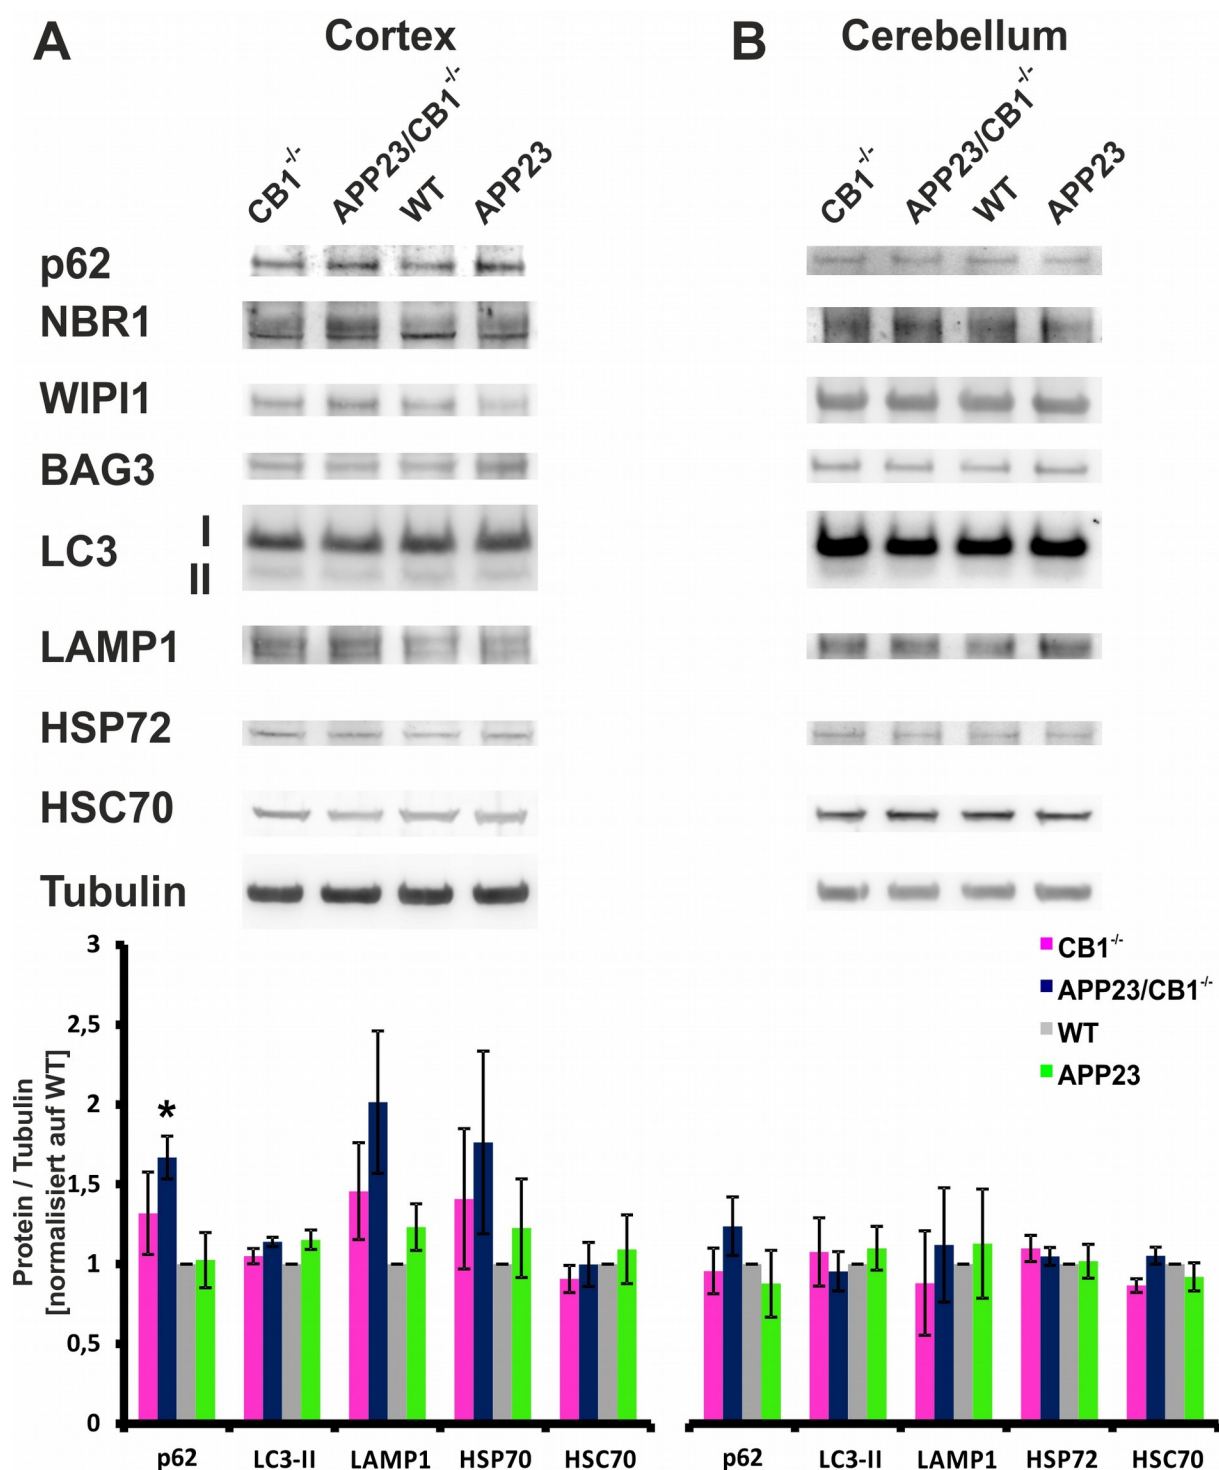 A Cortex B Cerebellum
CB1-/- APP23/CB1-/- WT APP23 CB1-/- APP23/CB1-/- WT APP23
p62
NBR1
WIPI1
BAG3
LC3 I II
LAMP1
HSP72
HSC70
Tubulin
Protein / Tubulin
[normalisiert auf WT]
3
2,5
2
1,5
1
0,5
0
*
CB1-/-
APP23/CB1-/-
WT
APP23
p62 LC3-II LAMP1 HSP70 HSC70 p62 LC3-II LAMP1 HSP72 HSC70